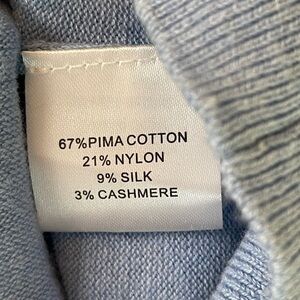 67%PIMA COTTON
21% NYLON
9% SILK
3% CASHMERE